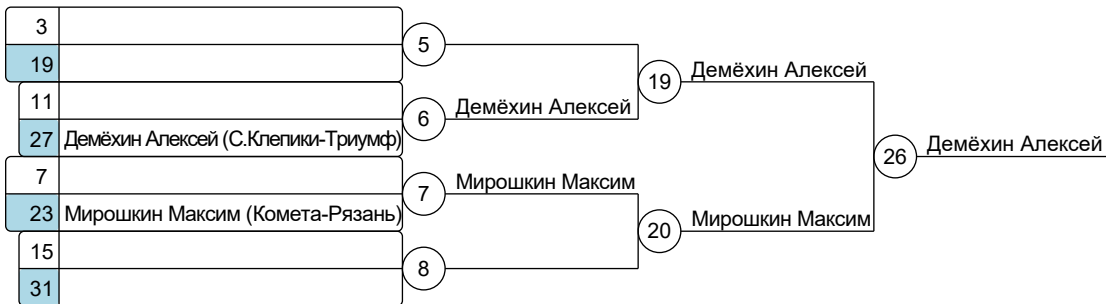 3
19
5
11
27 Демёхин Алексей (С.Клепики-Триумф)
6
Демёхин Алексей
19
Демёхин Алексей
7
23 Мирошкин Максим (Комета-Рязань)
7
Мирошкин Максим
15
31
8
20
Мирошкин Максим
26
Демёхин Алексей